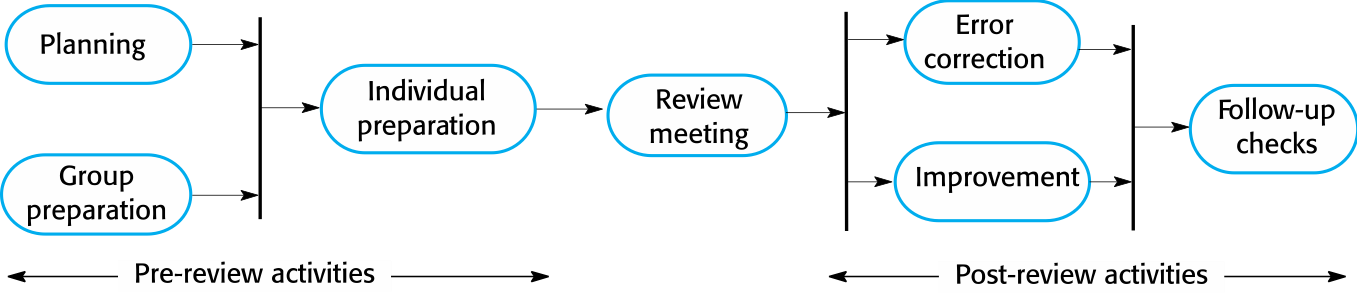 Planning
Group
preparation
Individual
preparation
Review
meeting
Error
correction
Improvement
Follow-up
checks
Pre-review activities
Post-review activities